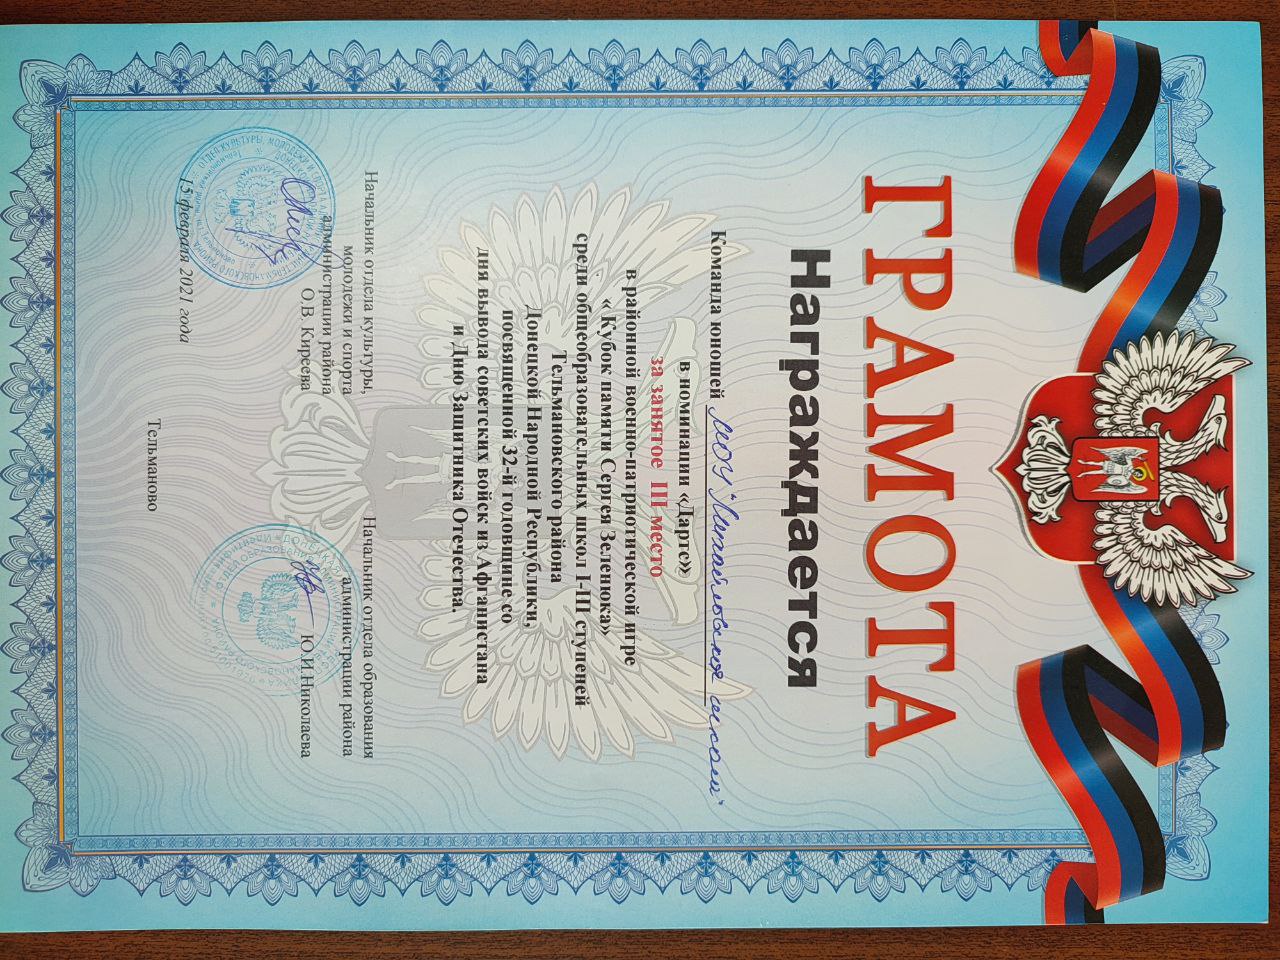 ГРАМОТА
Награждается
Команда юношей МОУ "Михайловская школа"
в номинации «Дартс»
за занятое III место
в районной военно-патриотической игре
«Кубок памяти Сергея Зеленюка»
среди общеобразовательных школ I-III ступеней
Тельмановского района
Донецкой Народной Республики,
посвященной 32-й годовщине со
дня вывода советских войск из Афганистана
и Дню Защитника Отечества.
Начальник отдела культуры,
молодежи и спорта
администрации района
О.В. Киреева
Начальник отдела образования
администрации района
Ю.И.Николаева
15 февраля 2021 года
Тельманово